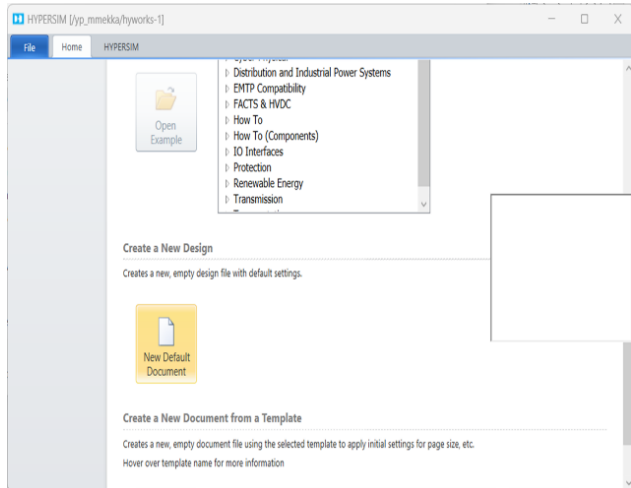 HYPERSIM [/yp_mmekka/hyworks-1]
File Home HYPERSIM
Distribution and Industrial Power Systems
EMTP Compatibility
FACTS & HVDC
How To
How To (Components)
IO Interfaces
Protection
Renewable Energy
Transmission
Open
Example
Create a New Design
Creates a new, empty design file with default settings.
New Default
Document
Create a New Document from a Template
Creates a new, empty document file using the selected template to apply initial settings for page size, etc.
Hover over template name for more information